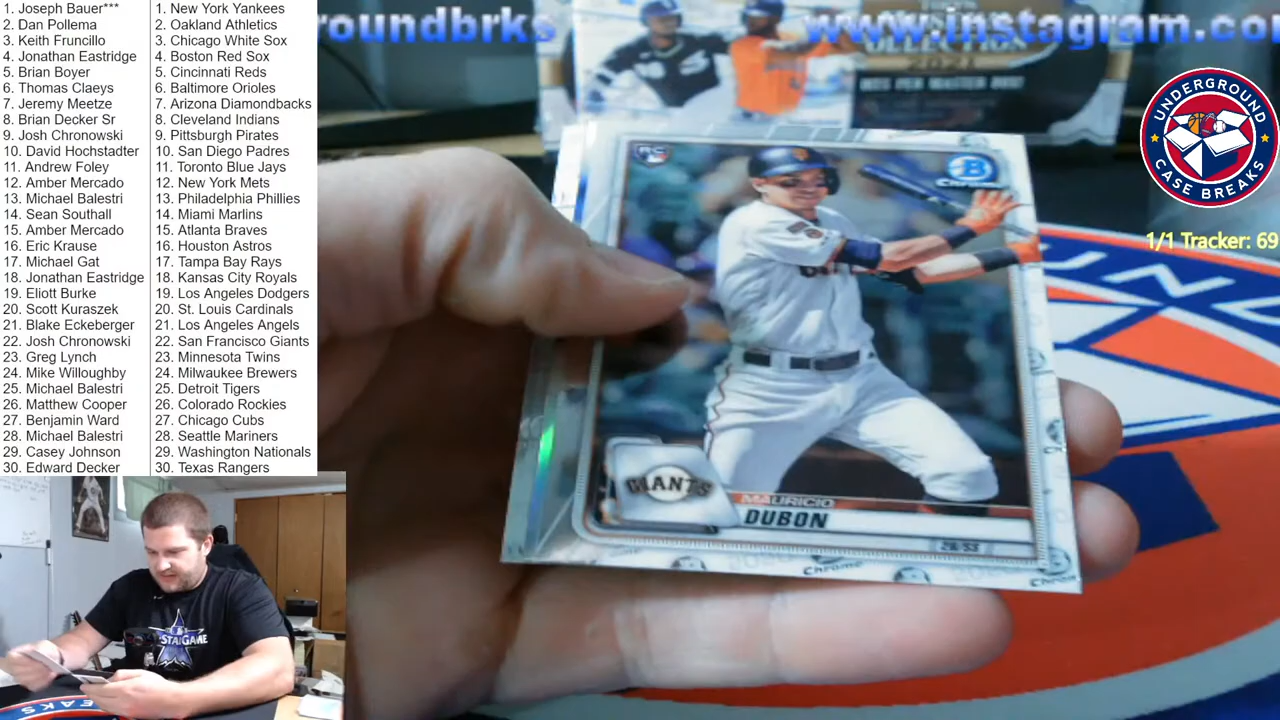 1. Joseph Bauer***
2. Dan Pollema
3. Keith Fruncillo
4. Jonathan Eastridge
5. Brian Boyer
6. Thomas Claeys
7. Jeremy Meetze
8. Brian Decker Sr
9. Josh Chronowski
10. David Hochstadter
11. Andrew Foley
12. Amber Mercado
13. Michael Balestri
14. Sean Southall
15. Amber Mercado
16. Eric Krause
17. Michael Gat
18. Jonathan Eastridge
19. Eliott Burke
20. Scott Kuraszek
21. Blake Eckeberger
22. Josh Chronowski
23. Greg Lynch
24. Mike Willoughby
25. Michael Balestri
26. Matthew Cooper
27. Benjamin Ward
28. Michael Balestri
29. Casey Johnson
30. Edward Decker
1. New York Yankees
2. Oakland Athletics
3. Chicago White Sox
4. Boston Red Sox
5. Cincinnati Reds
6. Baltimore Orioles
7. Arizona Diamondbacks
8. Cleveland Indians
9. Pittsburgh Pirates
10. San Diego Padres
11. Toronto Blue Jays
12. New York Mets
13. Philadelphia Phillies
14. Miami Marlins
15. Atlanta Braves
16. Houston Astros
17. Tampa Bay Rays
18. Kansas City Royals
19. Los Angeles Dodgers
20. St. Louis Cardinals
21. Los Angeles Angels
22. San Francisco Giants
23. Minnesota Twins
24. Milwaukee Brewers
25. Detroit Tigers
26. Colorado Rockies
27. Chicago Cubs
28. Seattle Mariners
29. Washington Nationals
30. Texas Rangers
roundbrks
www.instagram.co
COLLECTION
2021
UNDERGROUND
CASE BREAKS
1/1 Tracker: 69
RC
B
Chrome
GIANTS
MAURICIO
DUBON
Chrome
Chrome
UND
STARGAME
EAKS